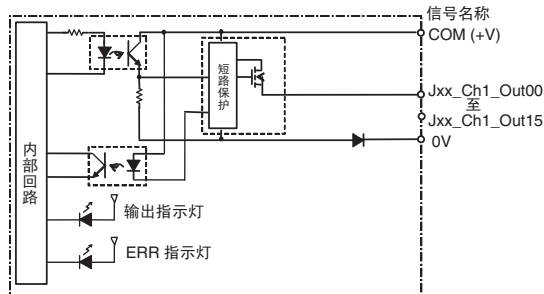 信号名称
COM (+V)
短路保护
Jxx_Ch1_Out00
至
Jxx_Ch1_Out15
0V
内部回路
输出指示灯
ERR 指示灯